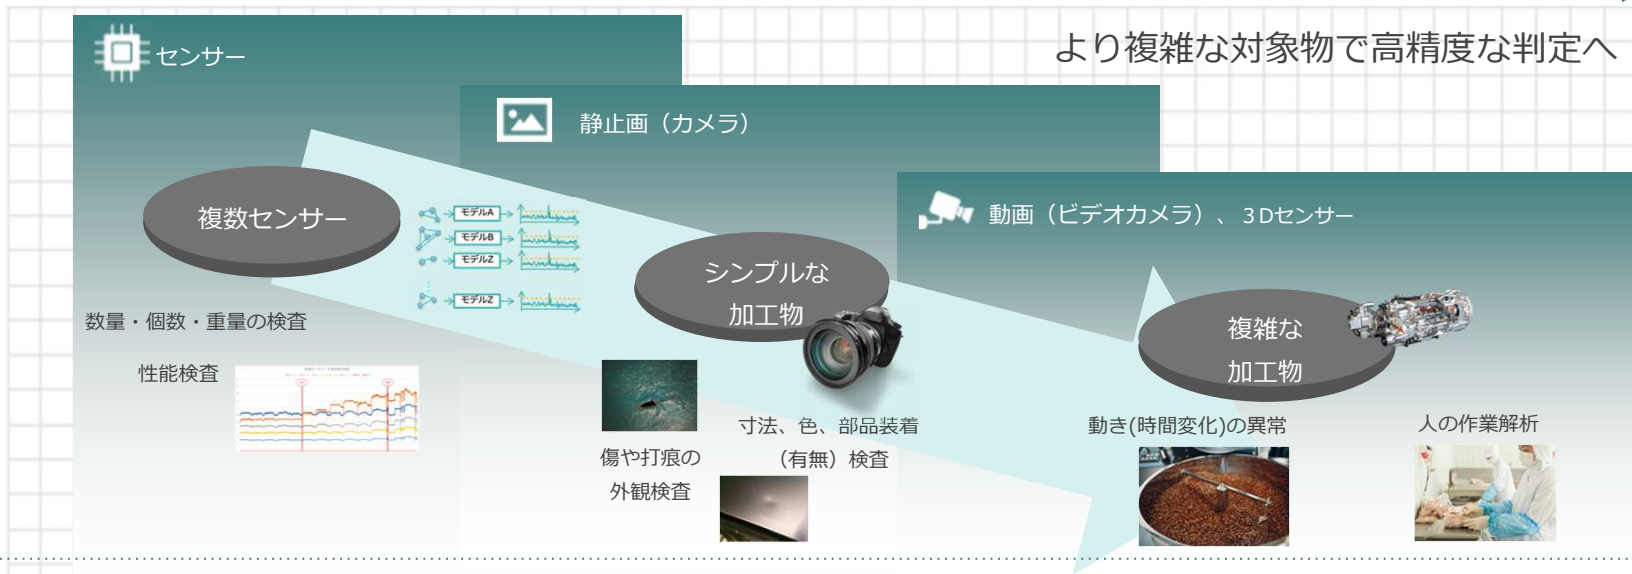 より複雑な対象物で高精度な判定へ
センサー
静止画（カメラ）
動画（ビデオカメラ）、3Dセンサー
複数センサー
モデルA
モデルB
モデルZ
モデルZ
数量・個数・重量の検査
性能検査
シンプルな
加工物
傷や打痕の
外観検査
寸法、色、部品装着
（有無）検査
複雑な
加工物
動き(時間変化)の異常
人の作業解析